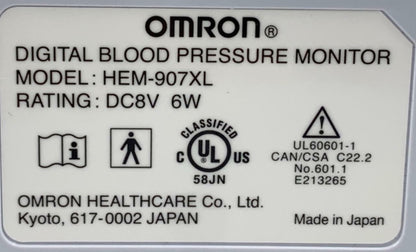 OMRON®
DIGITAL BLOOD PRESSURE MONITOR
MODEL: HEM-907XL
RATING: DC8V 6W
CLASSIFIED
C UL® US
58JN
UL60601-1
CAN/CSA C22.2
No.601.1
E213265
OMRON HEALTHCARE Co., Ltd.
Kyoto, 617-0002 JAPAN
Made in Japan